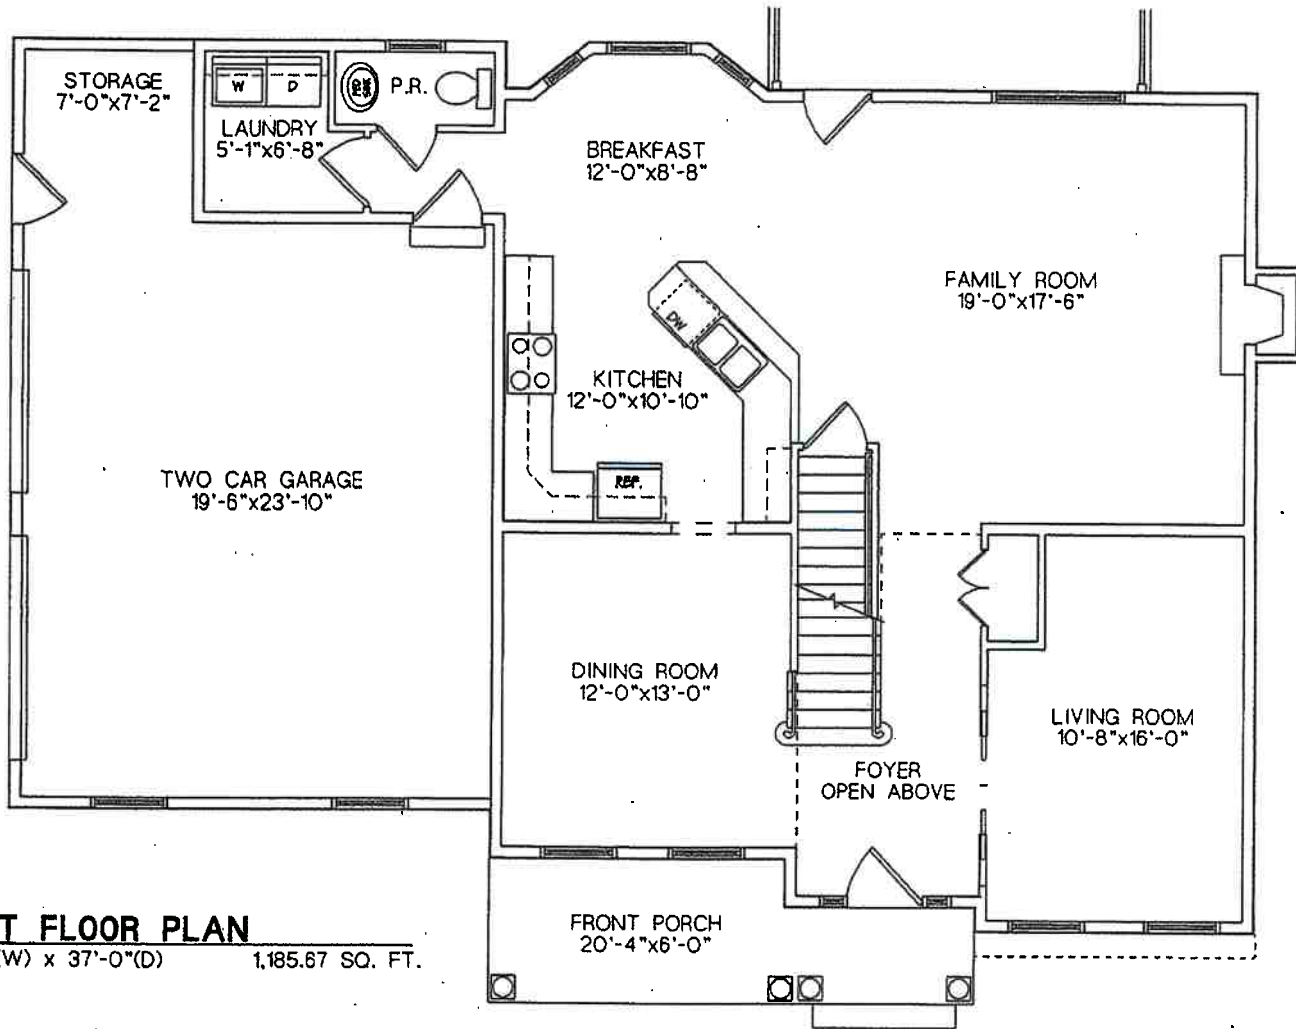 STORAGE
7'-0"x7'-2"
W
D
P.R.
LAUNDRY
5'-1"x6'-8"
BREAKFAST
12'-0"x8'-8"
FAMILY ROOM
19'-0"x17'-6"
DW
KITCHEN
12'-0"x10'-10"
REF.
TWO CAR GARAGE
19'-6"x23'-10"
DINING ROOM
12'-0"x13'-0"
LIVING ROOM
10'-8"x16'-0"
FOYER
OPEN ABOVE
FRONT PORCH
20'-4"x6'-0"
T FLOOR PLAN
(W) x 37'-0"(D) 1,185.67 SQ. FT.